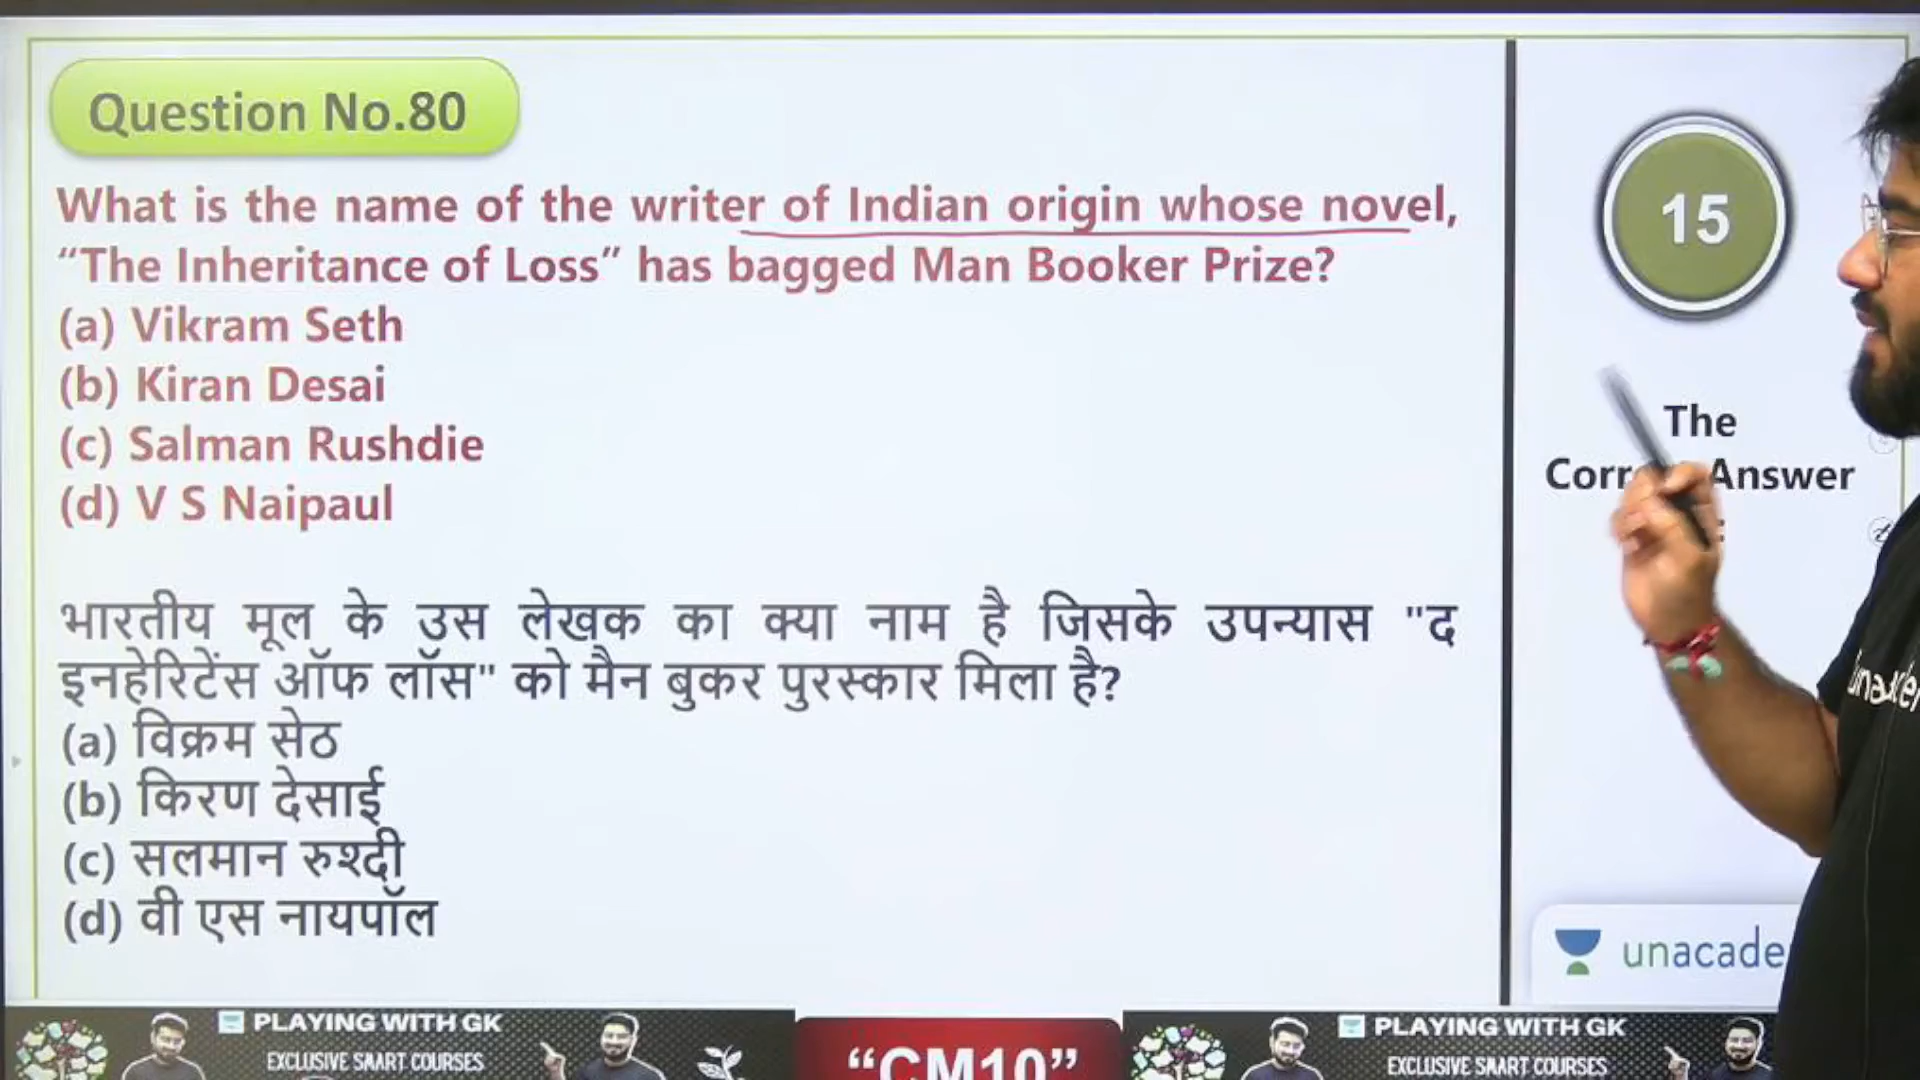 Question No.80
What is the name of the writer of Indian origin whose novel,
“The Inheritance of Loss” has bagged Man Booker Prize?
(a) Vikram Seth
(b) Kiran Desai
(c) Salman Rushdie
(d) V S Naipaul
भारतीय मूल के उस लेखक का क्या नाम है जिसके उपन्यास "द
इनहेरिटेंस ऑफ लॉस" को मैन बुकर पुरस्कार मिला है?
(a) विक्रम सेठ
(b) किरण देसाई
(c) सलमान रुश्दी
(d) वी एस नायपॉल
15
The
Answer
unacade
PLAYING WITH GK
EXCLUSIVE SMART COURSES
“CM10”
PLAYING WITH GK
EXCLUSIVE SMART COURSES